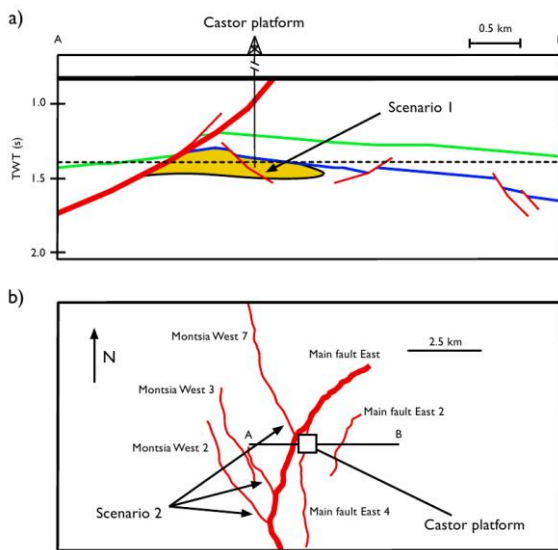 a)
Castor platform
0.5 km
A
1.0
Scenario 1
TWT (s)
1.5
2.0
b)
Montsia West 7
Main fault East
2.5 km
N
Montsia West 3
Main fault East 2
Montsia West 2
A
B
Scenario 2
Main fault East 4
Castor platform